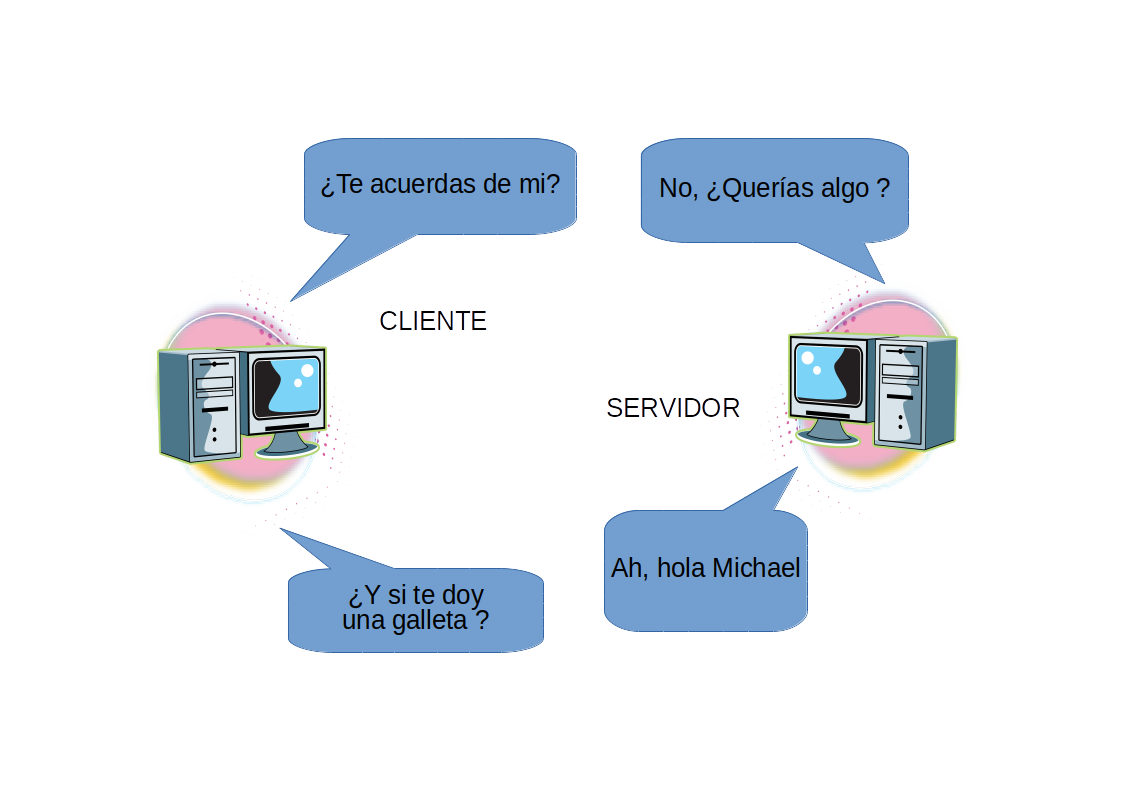 ¿Te acuerdas de mi?
No, ¿Querías algo ?
CLIENTE
SERVIDOR
¿Y si te doy
una galleta ?
Ah, hola Michael